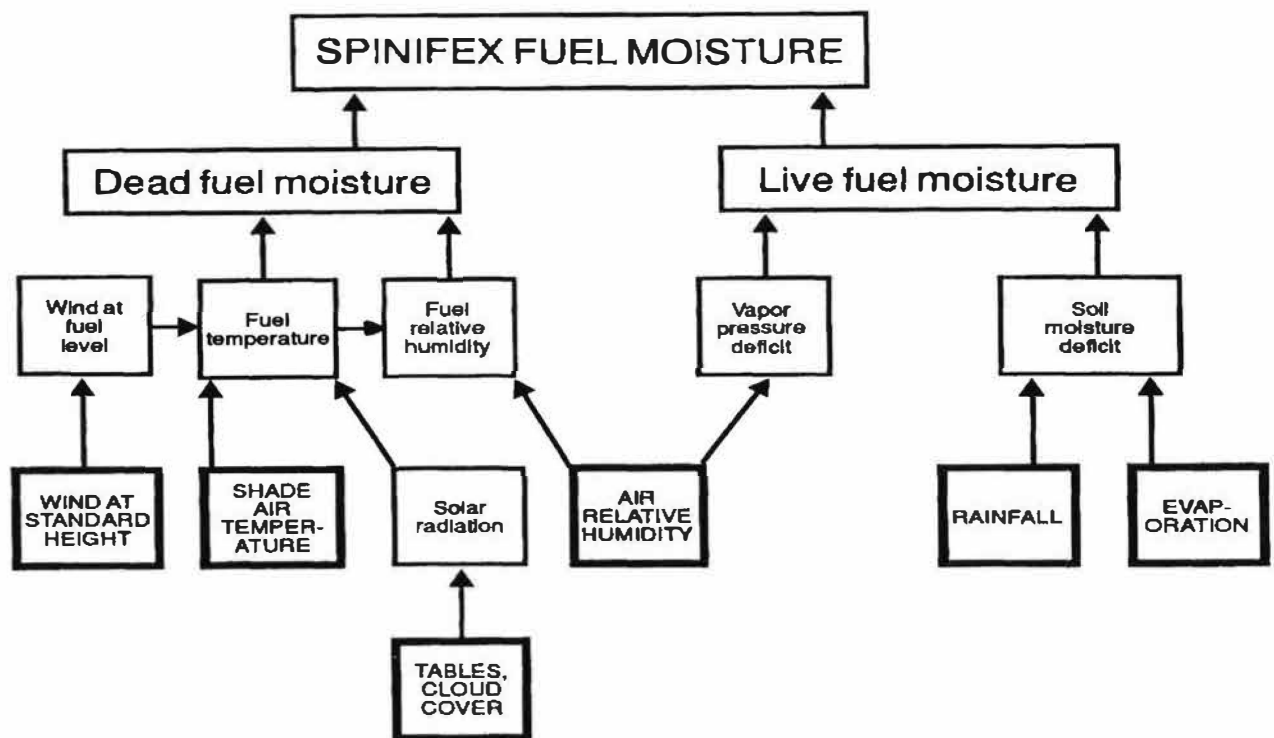 SPINIFEX FUEL MOISTURE
Dead fuel moisture
Live fuel moisture
Wind at
fuel
level
Fuel
temperature
Fuel
relative
humidity
Vapor
pressure
deficit
Soil
moisture
deficit
WIND AT
STANDARD
HEIGHT
SHADE
AIR
TEMPER-
ATURE
Solar
radiation
AIR
RELATIVE
HUMIDITY
RAINFALL
EVAP-
ORATION
TABLES,
CLOUD
COVER